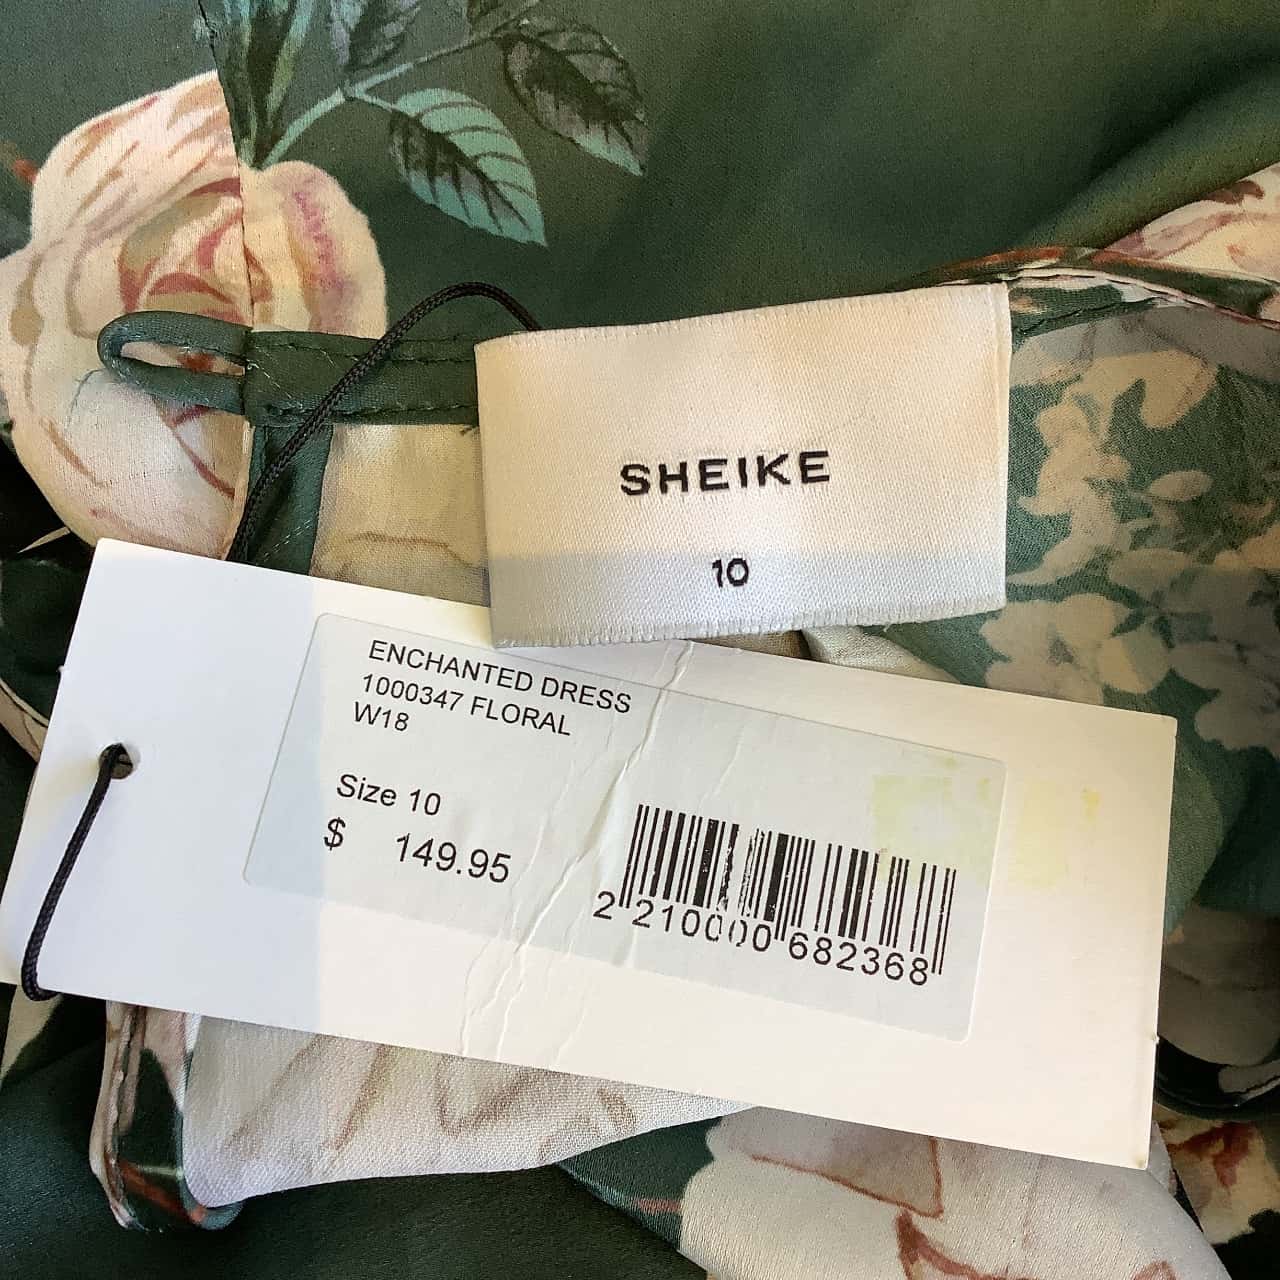 SHEIKE
10
ENCHANTED DRESS
1000347 FLORAL
W18
Size 10
$ 149.95
2 210000 682368